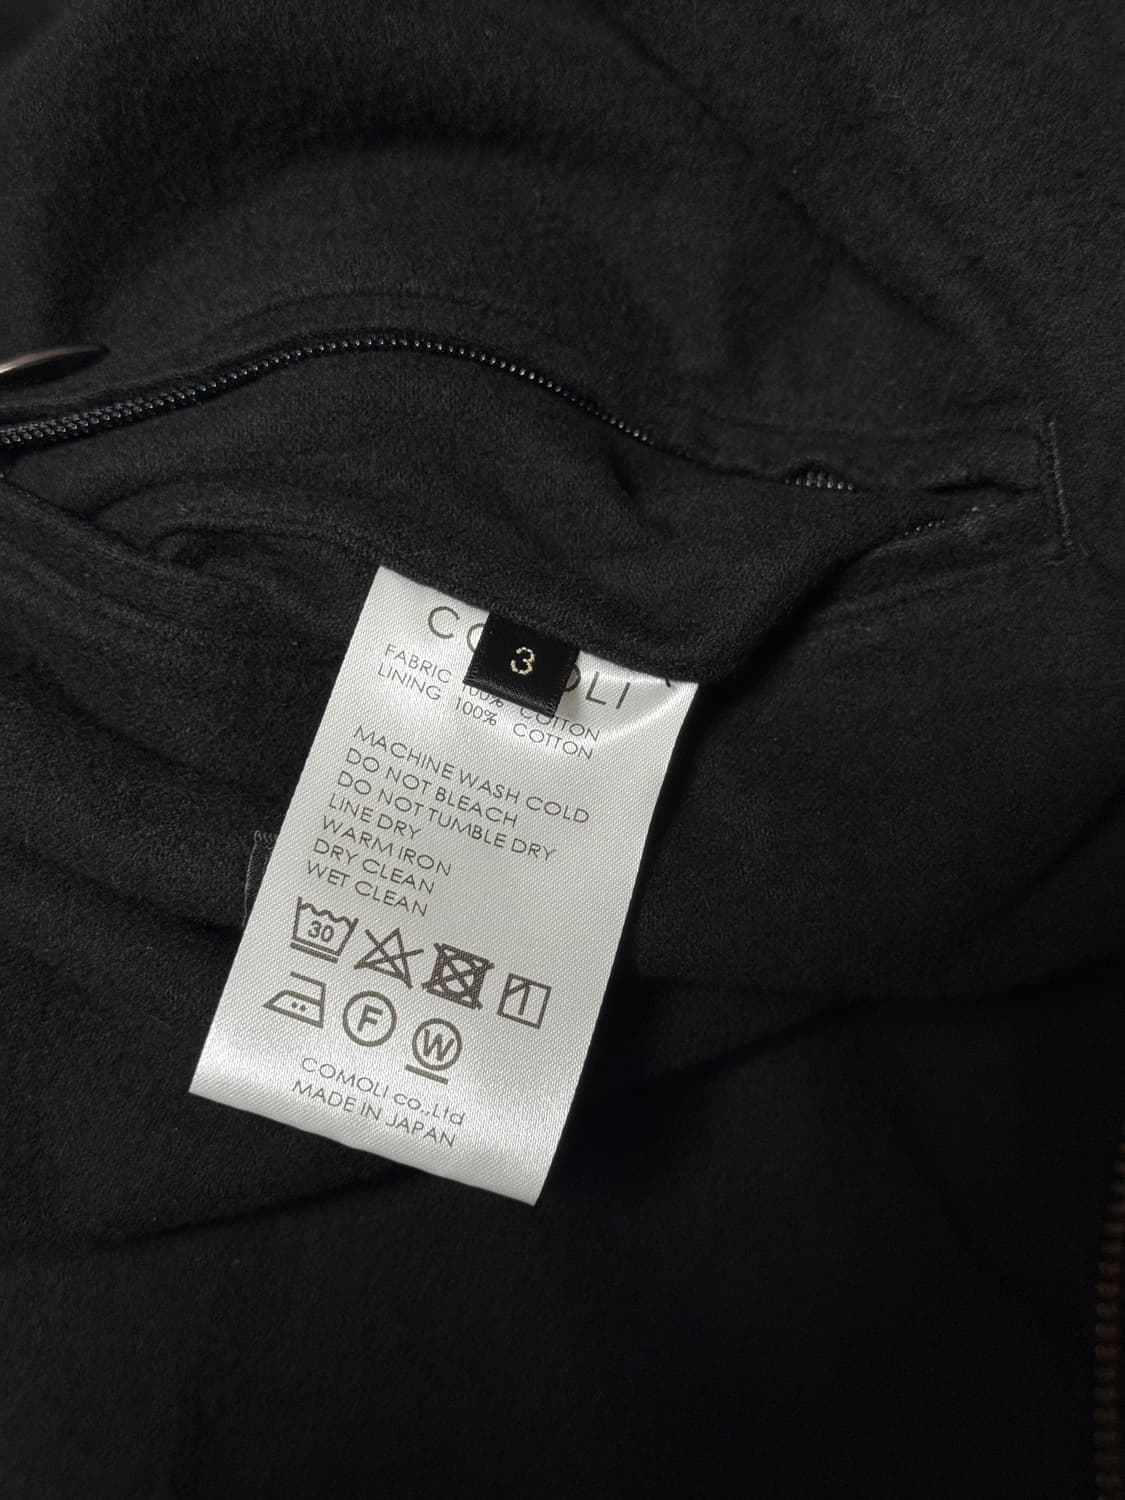 3
FABRIC 100% COTTON
LINING 100% COTTON
MACHINE WASH COLD
DO NOT BLEACH
DO NOT TUMBLE DRY
LINE DRY
WARM IRON
DRY CLEAN
WET CLEAN
30
F
W
COMOLI co.,Ltd
MADE IN JAPAN